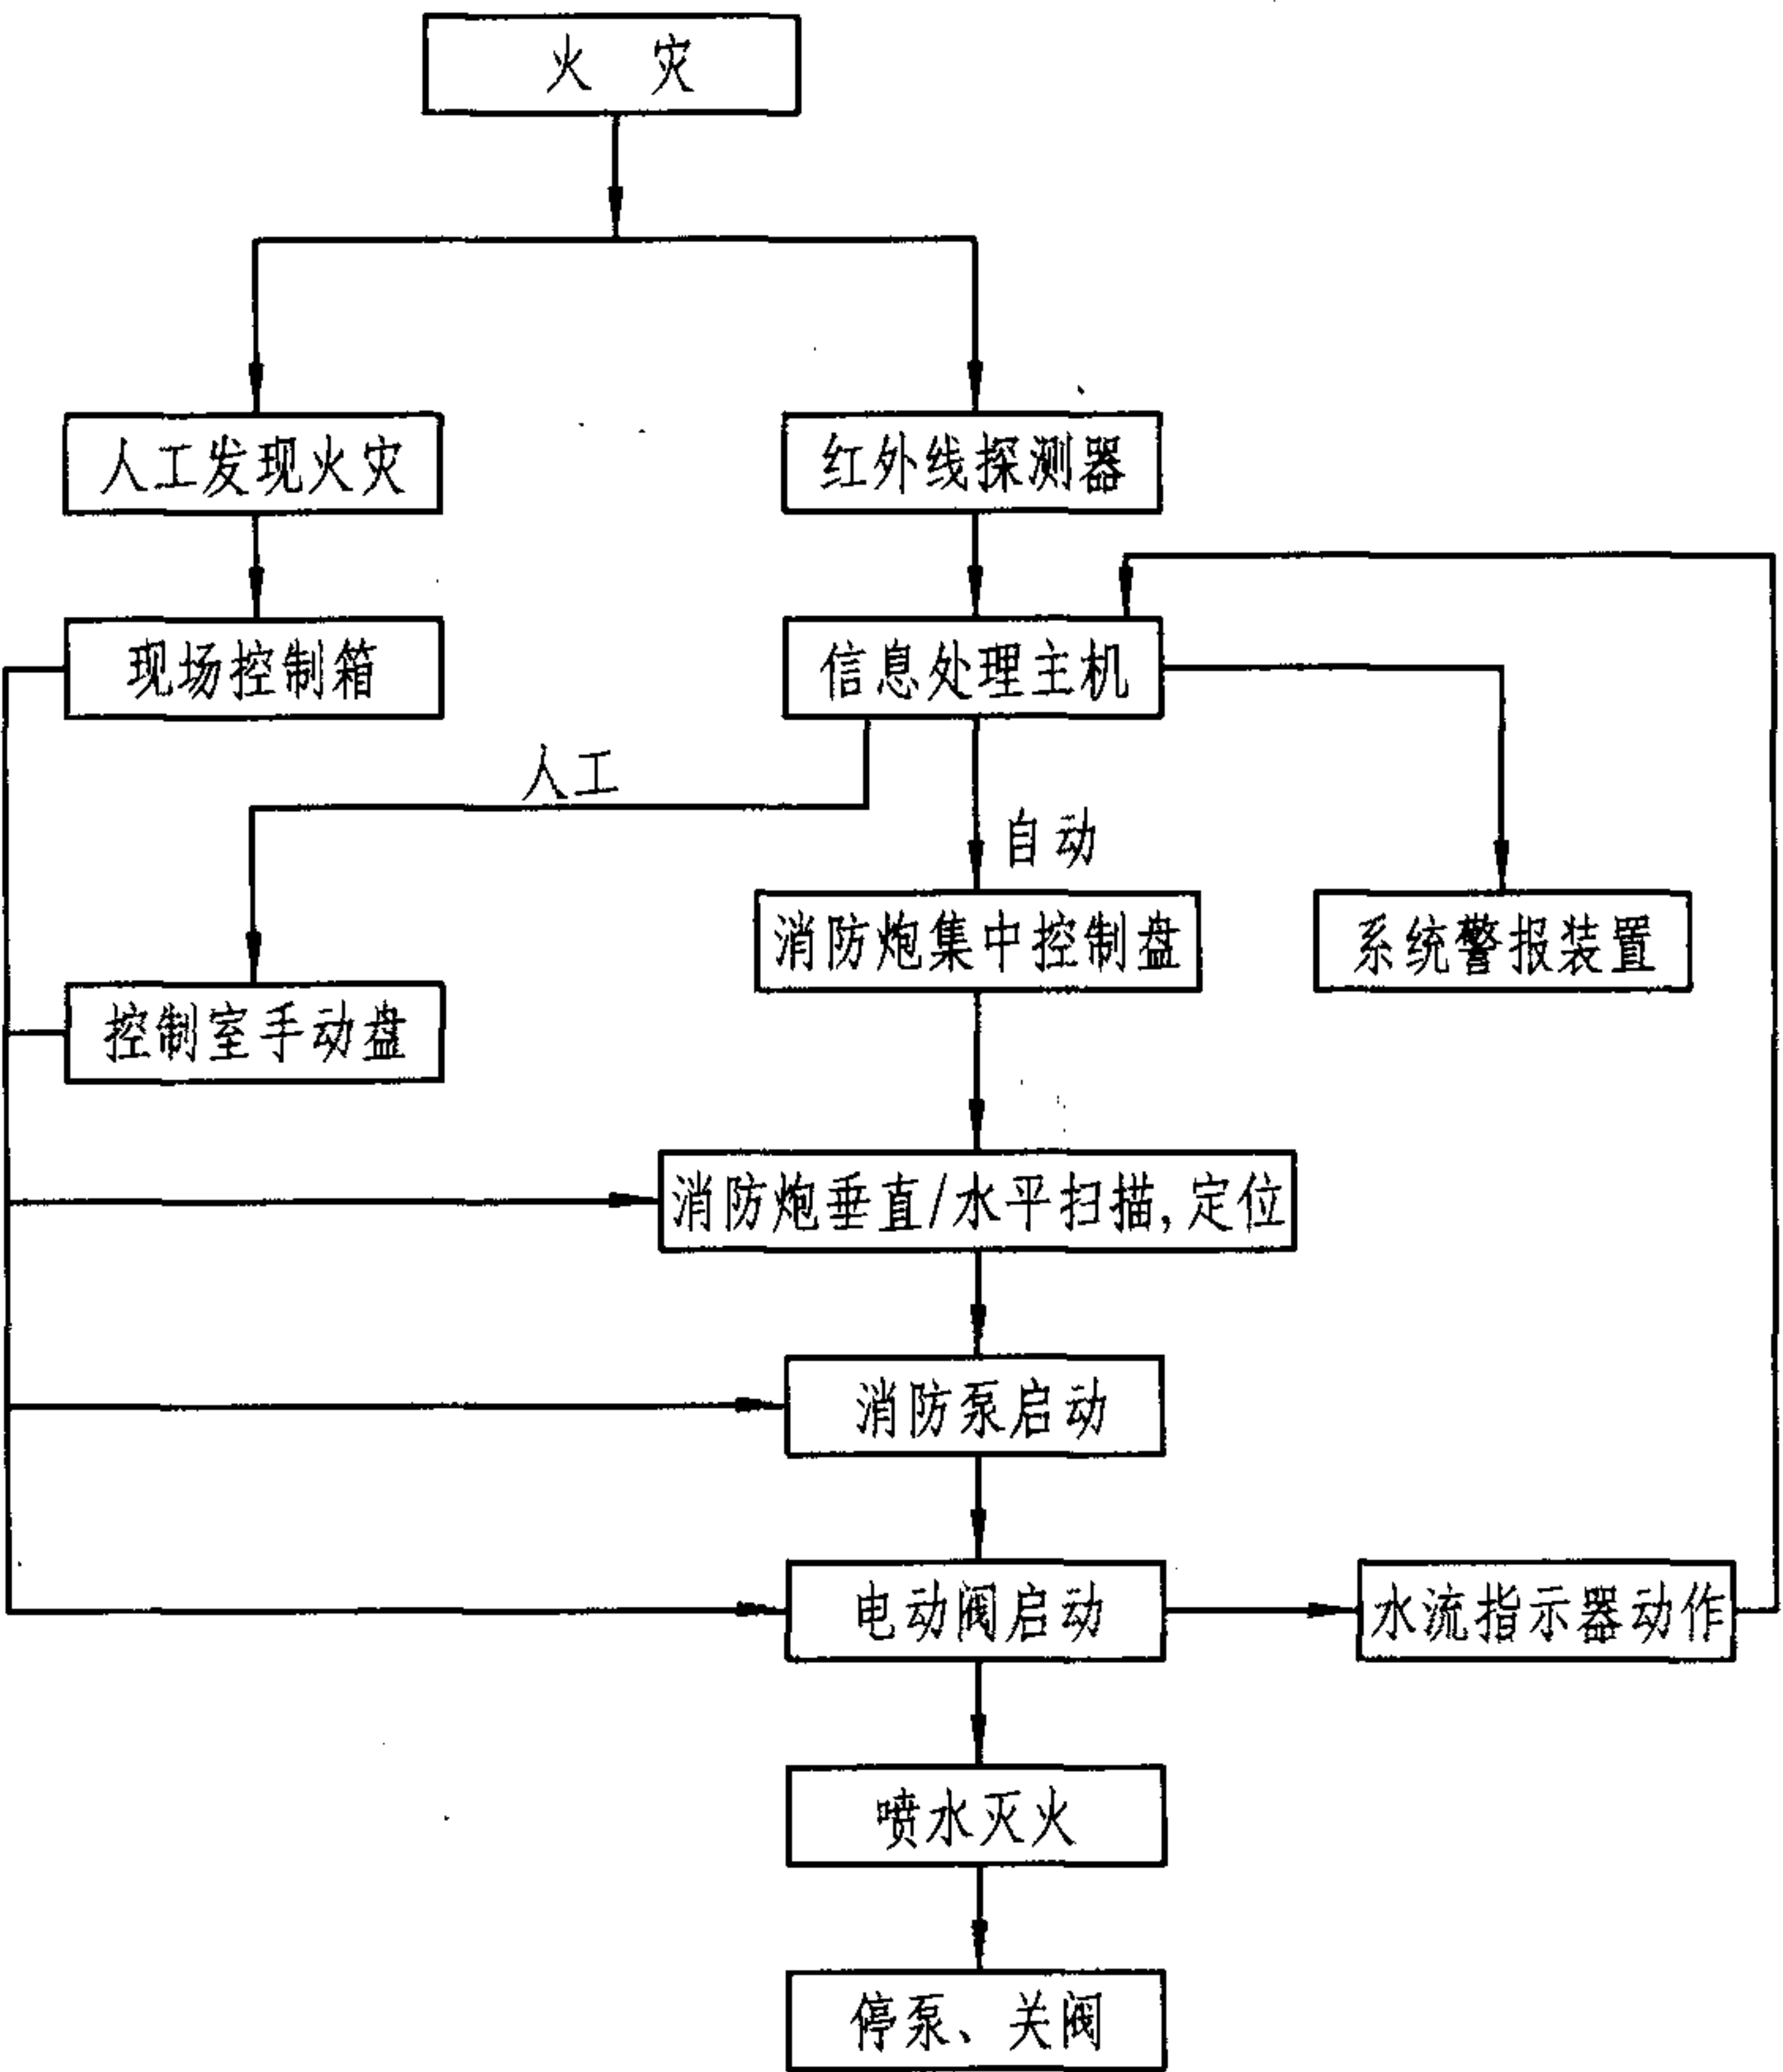 火 灾
人工发现火灾
红外线探测器
现场控制箱
信息处理主机
人工
自动
消防炮集中控制盘
系统警报装置
控制室手动盘
消防炮垂直/水平扫描,定位
消防泵启动
电动阀启动
水流指示器动作
喷水灭火
停泵、关阀